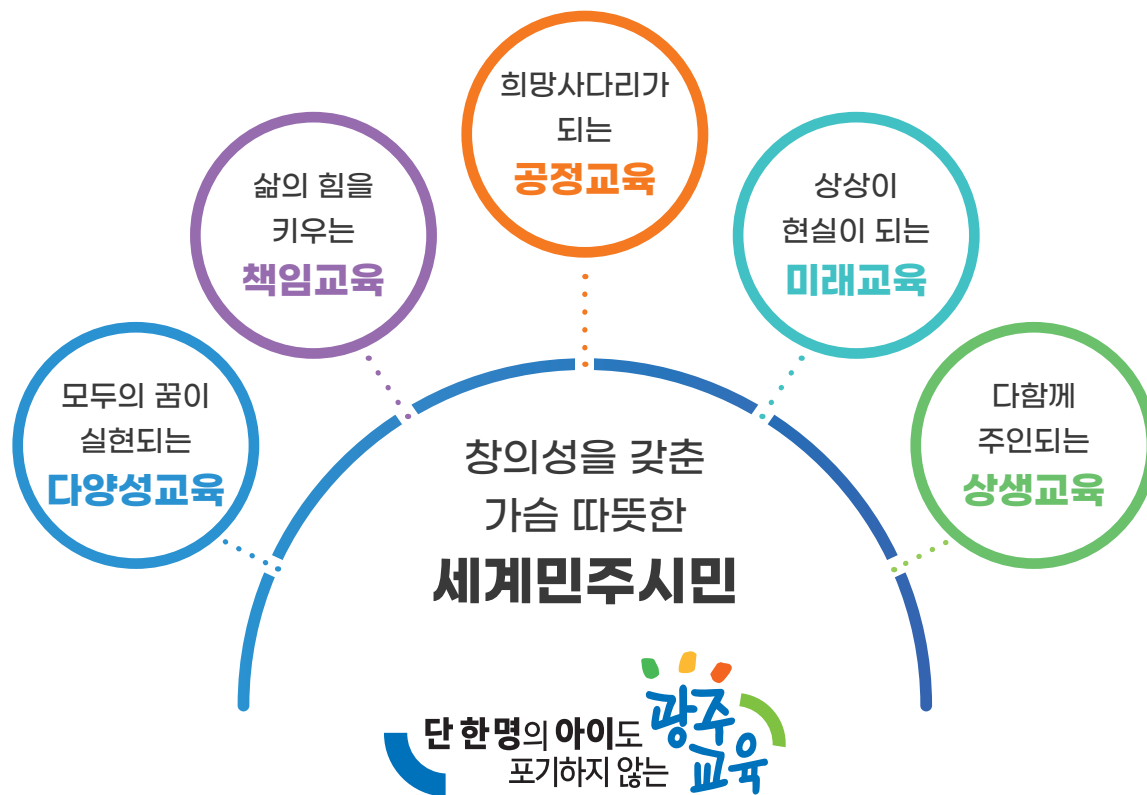 희망사다리가
되는
공정교육
삶의 힘을
키우는
책임교육
상상이
현실이 되는
미래교육
모두의 꿈이
실현되는
다양성교육
다함께
주인되는
상생교육
창의성을 갖춘
가슴 따뜻한
세계민주시민
단 한명의 아이도
포기하지 않는
광주
교육